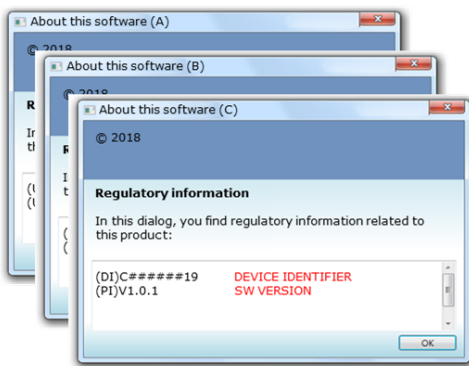 About this software (A)
© 2018
About this software (B)
© 2018
About this software (C)
© 2018
Regulatory information
In this dialog, you find regulatory information related to
this product:
(DI)C######19 DEVICE IDENTIFIER
(PI)V1.0.1 SW VERSION
OK